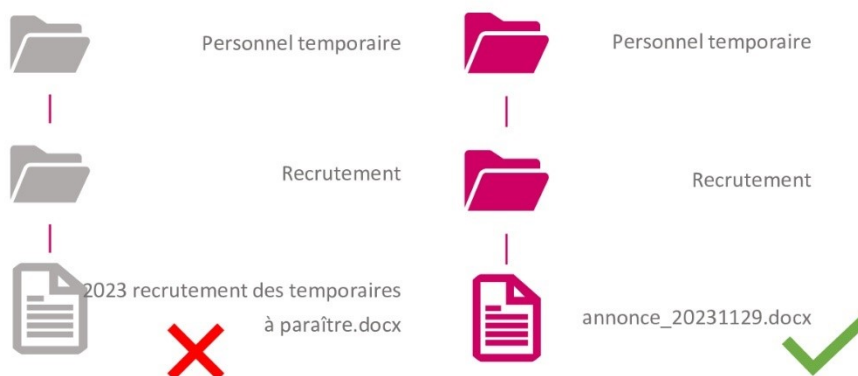 Personnel temporaire
Personnel temporaire
Recrutement
Recrutement
2023 recrutement des temporaires
à paraître.docx
annonce_20231129.docx